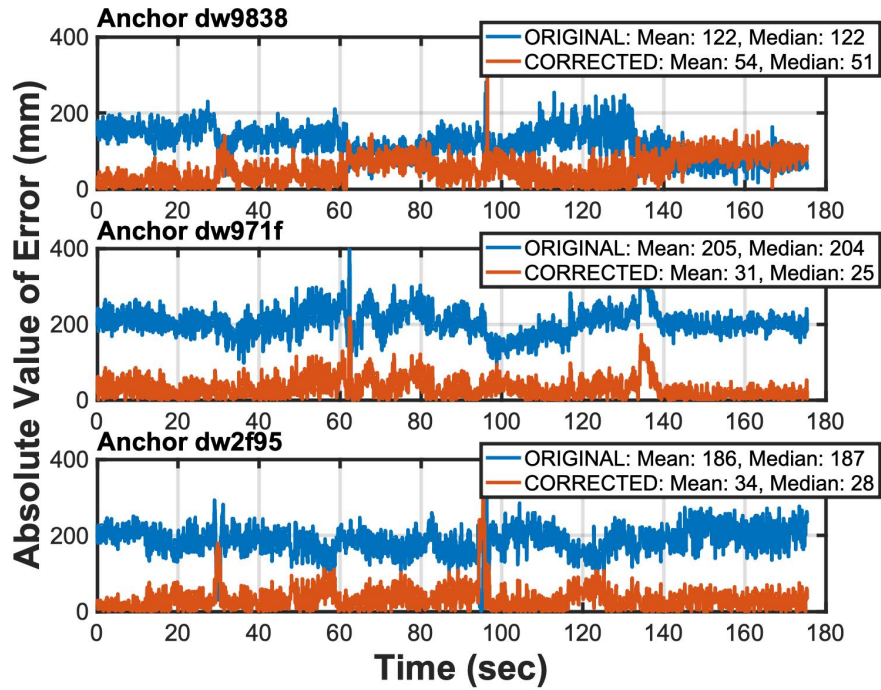 Anchor dw9838
400
ORIGINAL: Mean: 122, Median: 122
CORRECTED: Mean: 54, Median: 51
200
0
0 20 40 60 80 100 120 140 160 180
Anchor dw971f
400
ORIGINAL: Mean: 205, Median: 204
CORRECTED: Mean: 31, Median: 25
200
0
0 20 40 60 80 100 120 140 160 180
Anchor dw2f95
400
ORIGINAL: Mean: 186, Median: 187
CORRECTED: Mean: 34, Median: 28
200
0
0 20 40 60 80 100 120 140 160 180
Absolute Value of Error (mm)
Time (sec)